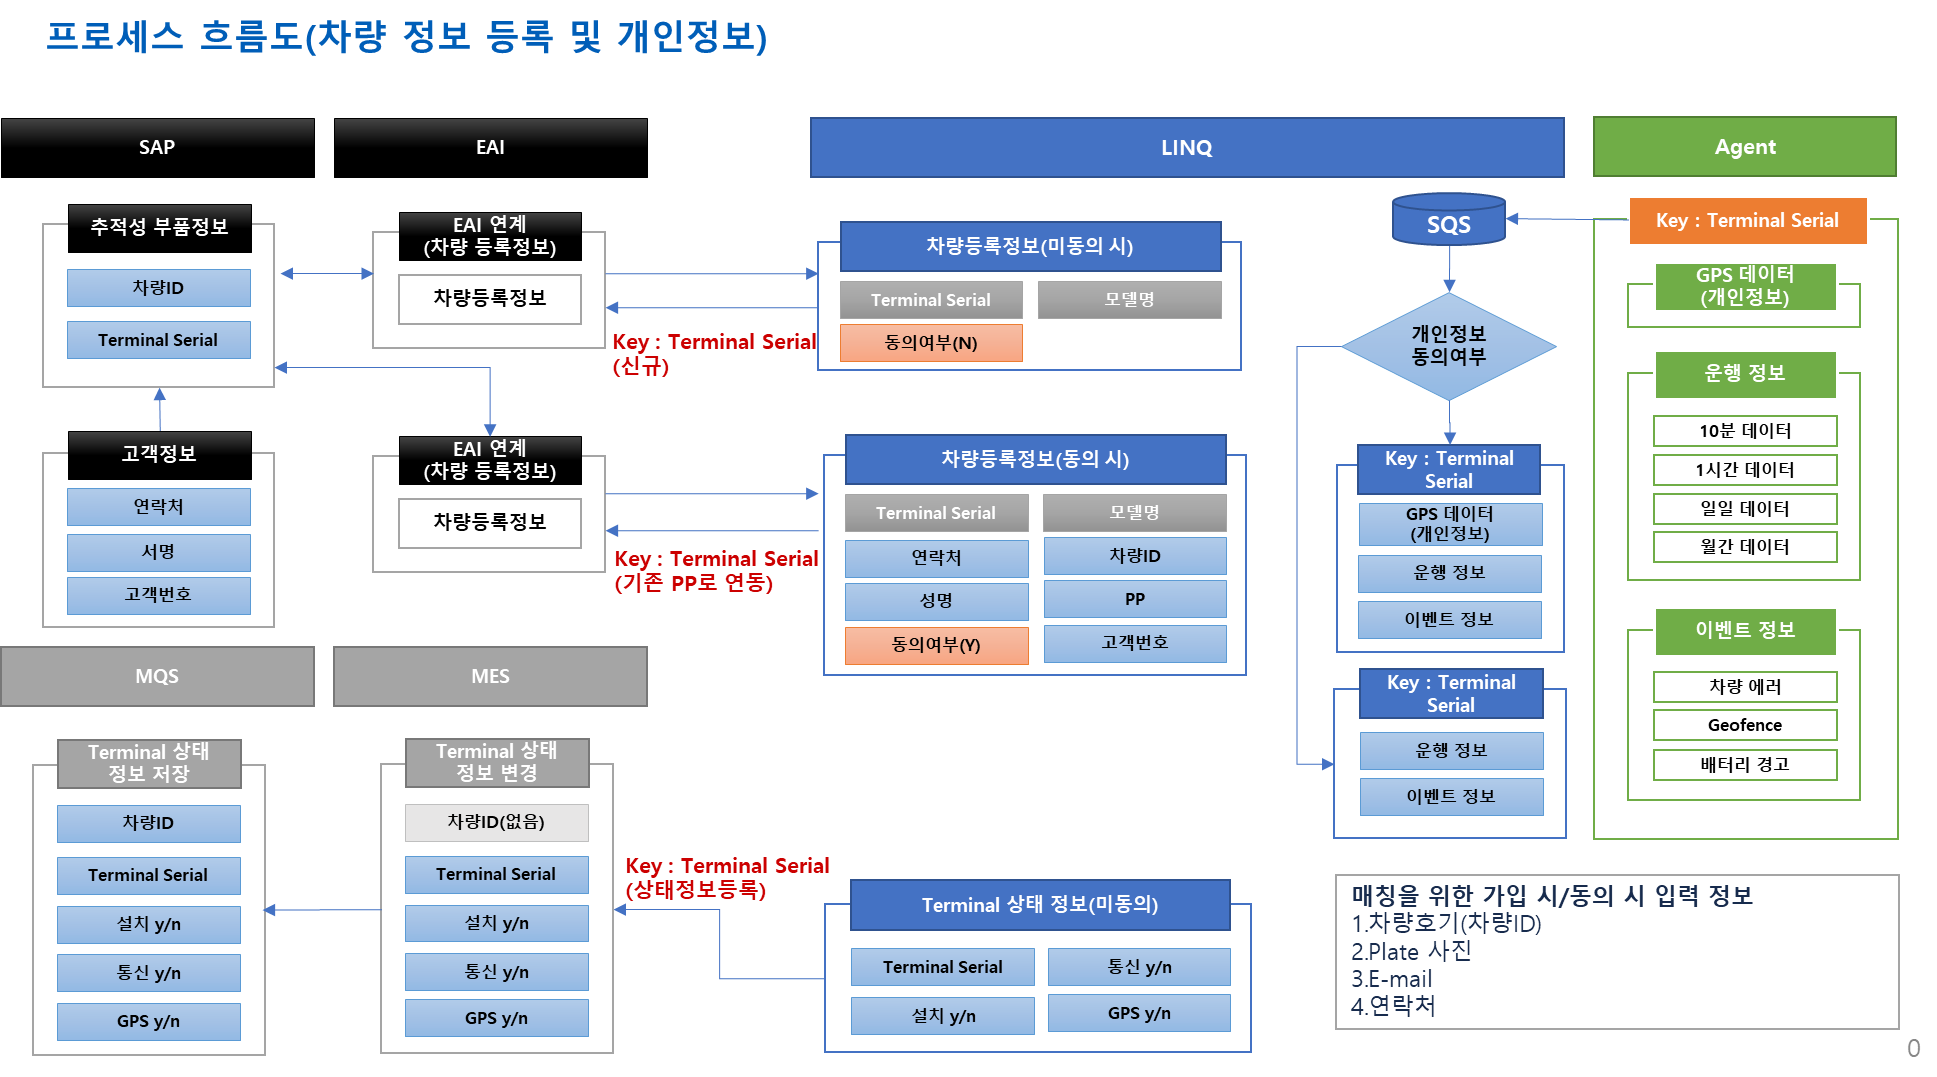 프로세스 흐름도(차량 정보 등록 및 개인정보)
SAP
EAI
LINQ
Agent
추적성 부품정보
차량ID
Terminal Serial
고객정보
연락처
서명
고객번호
EAI 연계
(차량 등록정보)
차량등록정보
Key : Terminal Serial
(신규)
EAI 연계
(차량 등록정보)
차량등록정보
Key : Terminal Serial
(기존 PP로 연동)
차량등록정보(미동의 시)
Terminal Serial
모델명
동의여부(N)
차량등록정보(동의 시)
Terminal Serial
모델명
연락처
차량ID
성명
PP
동의여부(Y)
고객번호
SQS
개인정보
동의여부
Key : Terminal
Serial
GPS 데이터
(개인정보)
운행 정보
이벤트 정보
Key : Terminal
Serial
운행 정보
이벤트 정보
Key : Terminal Serial
GPS 데이터
(개인정보)
운행 정보
10분 데이터
1시간 데이터
일일 데이터
월간 데이터
이벤트 정보
차량 에러
Geofence
배터리 경고
MQS
MES
Terminal 상태
정보 저장
차량ID
Terminal Serial
설치 y/n
통신 y/n
GPS y/n
Terminal 상태
정보 변경
차량ID(없음)
Terminal Serial
설치 y/n
통신 y/n
GPS y/n
Key : Terminal Serial
(상태정보등록)
Terminal 상태 정보(미동의)
Terminal Serial
통신 y/n
설치 y/n
GPS y/n
매칭을 위한 가입 시/동의 시 입력 정보
1.차량호기(차량ID)
2.Plate 사진
3.E-mail
4.연락처
0